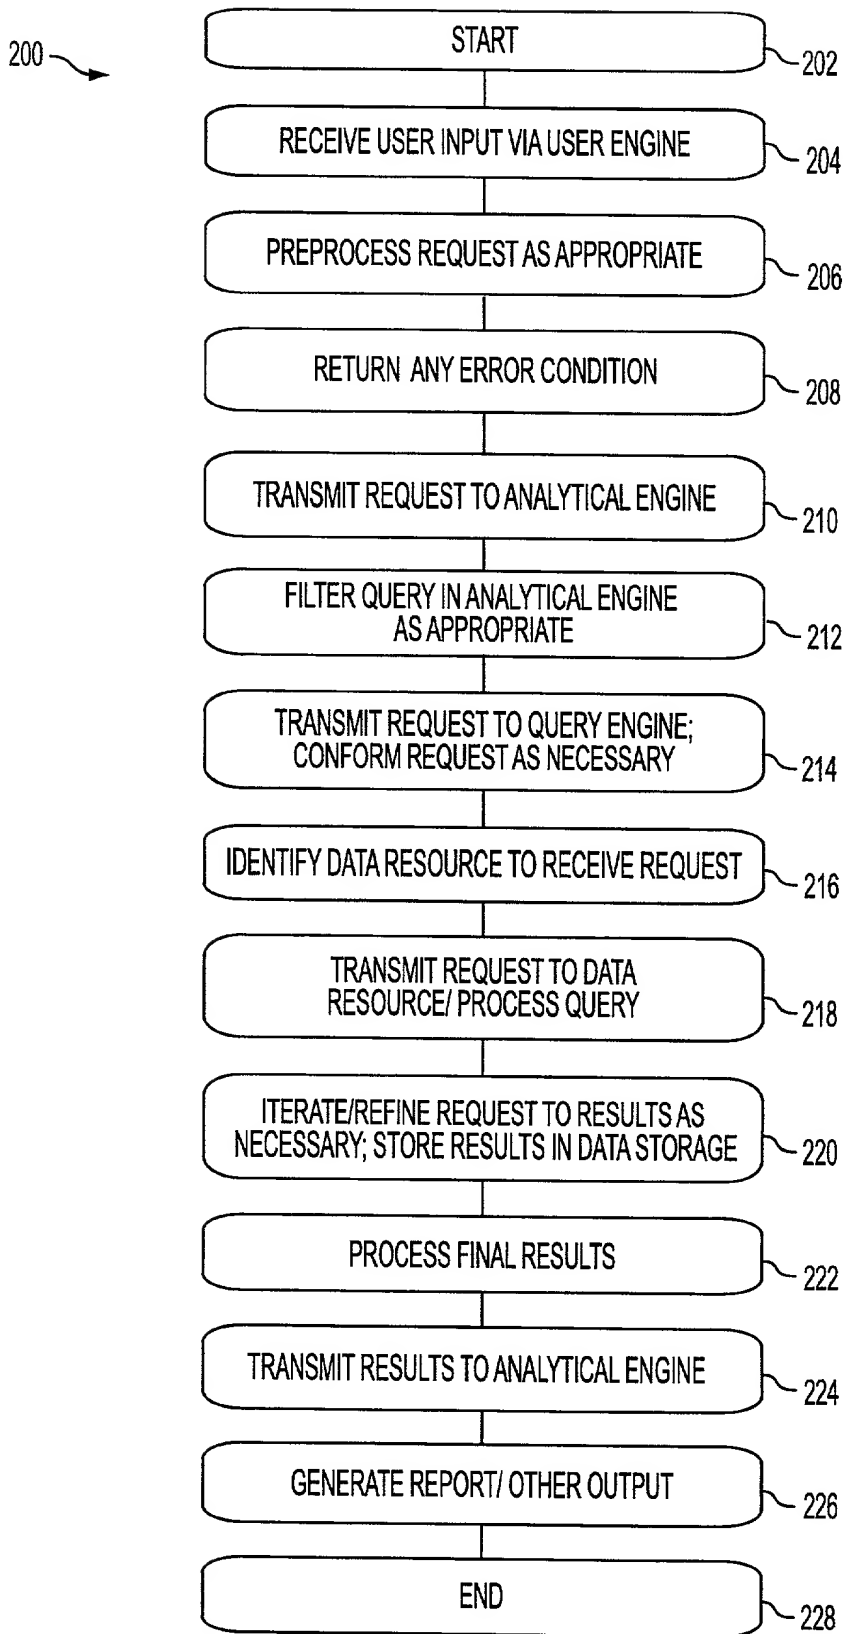 200
START
202
RECEIVE USER INPUT VIA USER ENGINE
204
PREPROCESS REQUEST AS APPROPRIATE
206
RETURN ANY ERROR CONDITION
208
TRANSMIT REQUEST TO ANALYTICAL ENGINE
210
FILTER QUERY IN ANALYTICAL ENGINE
AS APPROPRIATE
212
TRANSMIT REQUEST TO QUERY ENGINE;
CONFORM REQUEST AS NECESSARY
214
IDENTIFY DATA RESOURCE TO RECEIVE REQUEST
216
TRANSMIT REQUEST TO DATA
RESOURCE/ PROCESS QUERY
218
ITERATE/REFINE REQUEST TO RESULTS AS
NECESSARY; STORE RESULTS IN DATA STORAGE
220
PROCESS FINAL RESULTS
222
TRANSMIT RESULTS TO ANALYTICAL ENGINE
224
GENERATE REPORT/ OTHER OUTPUT
226
END
228